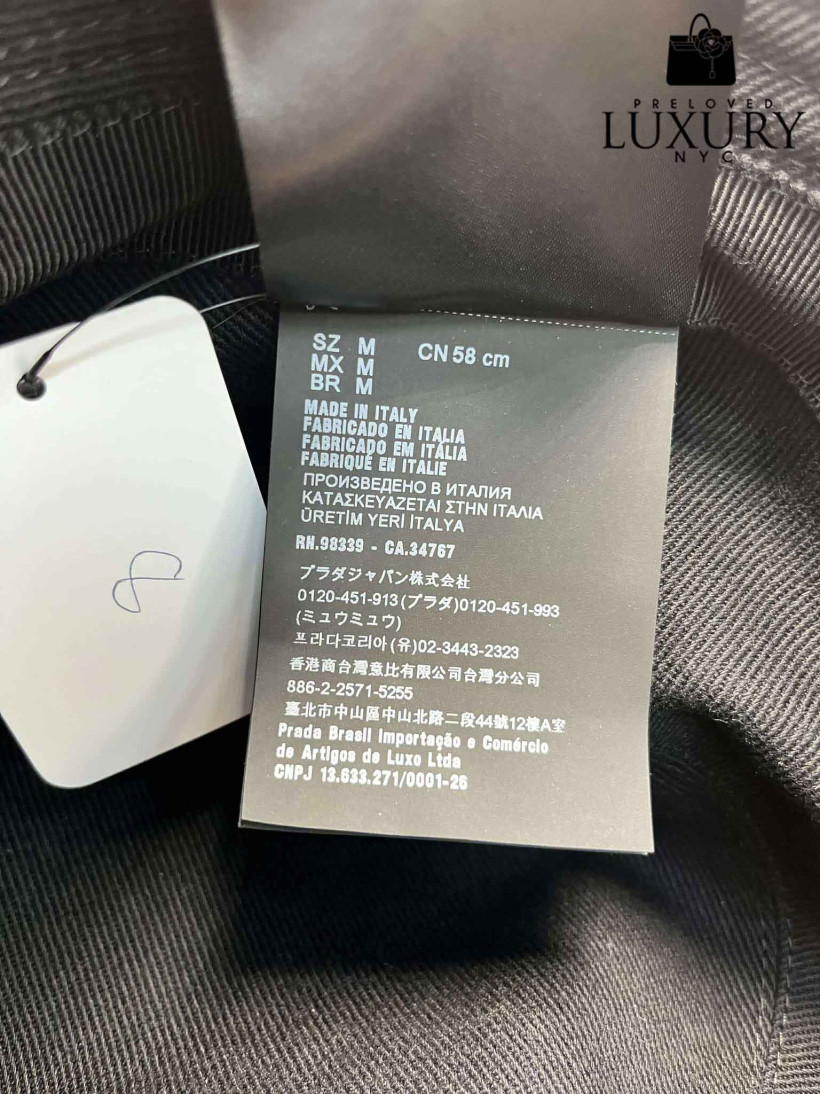 PRELOVED
LUXURY
NYC
SZ M CN 58 cm
MX M
BR M
MADE IN ITALY
FABRICADO EN ITALIA
FABRICADO EM ITÁLIA
FABRIQUÉ EN ITALIE
ПРОИЗВЕДЕНО В ИТАЛИЯ
ΚΑΤΑΣΚΕΥΑΖΕΤΑΙ ΣΤΗΝ ΙΤΑΛΙΑ
ÜRETİM YERİ İTALYA
RN.98339 - CA.34767
プラダジャパン株式会社
0120-451-913(プラダ)0120-451-993
(ミュウミュウ)
프라다코리아(유)02-3443-2323
香港商台灣意比有限公司台灣分公司
886-2-2571-5255
臺北市中山區中山北路二段44號12樓A室
Prada Brasil Importação e Comércio
de Artigos de Luxo Ltda
CNPJ 13.633.271/0001-26
8